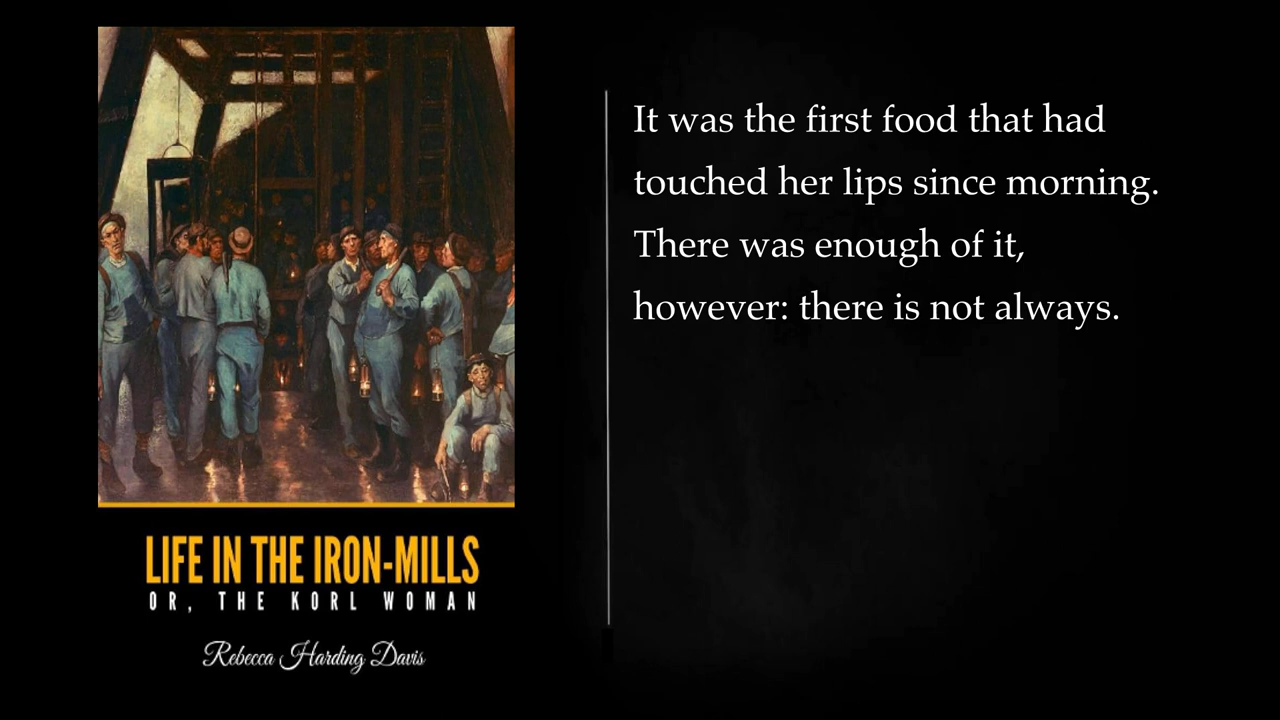 LIFE IN THE IRON-MILLS
OR, THE KORL WOMAN
Rebecca Harding Davis
It was the first food that had
touched her lips since morning.
There was enough of it,
however: there is not always.